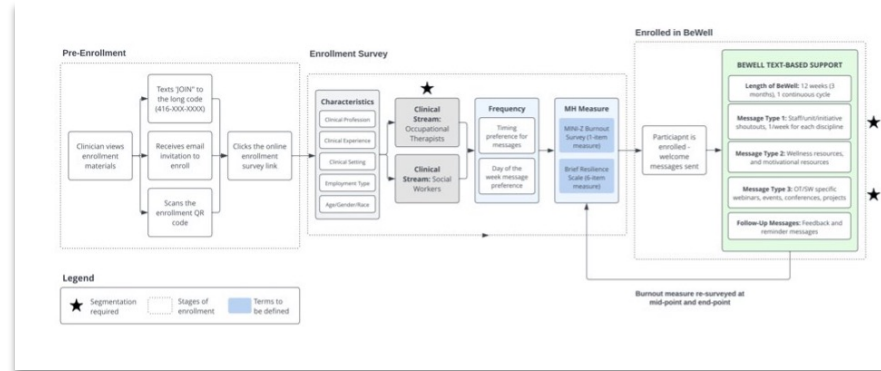 Pre-Enrollment
Clinician views
enrollment
materials
Texts 'JOIN" to
the long code
(416-XXX-XXXX)
Receives email
invitation to
enroll
Scans the
enrollment QR
code
Clicks the online
enrollment
survey link
Enrollment Survey
Characteristics
Clinical Profession
Clinical Experience
Clinical Setting
Employment Type
Age/Gender/Race
Clinical
Stream:
Occupational
Therapists
Clinical
Stream: Social
Workers
Frequency
Timing
preference for
messages
Day of the
week message
preference
MH Measure
MINI-Z Burnout
Survey (1-item
measure)
Brief Resilience
Scale (6-item
measure)
Enrolled in BeWell
Particiapnt is
enrolled -
welcome
messages sent
BEWELL TEXT-BASED SUPPORT
Length of BeWell: 12 weeks (3
months), 1 continuous cycle
Message Type 1: Staff/unit/initiative
shoutouts, 1/week for each discipline
Message Type 2: Wellness resources,
and motivational resources
Message Type 3: OT/SW specific
webinars, events, conferences, projects
Follow-Up Messages: Feedback and
reminder messages
Burnout measure re-surveyed at
mid-point and end-point
Legend
Segmentation
required
Stages of
enrollment
Terms to
be defined